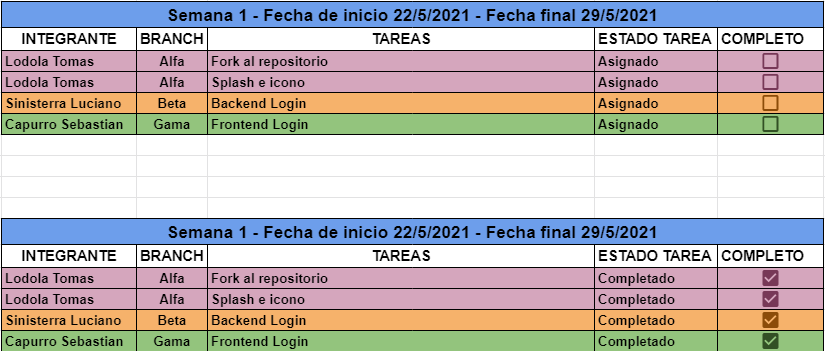 Semana 1 - Fecha de inicio 22/5/2021 - Fecha final 29/5/2021
INTEGRANTE BRANCH TAREAS ESTADO TAREA COMPLETO
Lodola Tomas Alfa Fork al repositorio Asignado
Lodola Tomas Alfa Splash e icono Asignado
Sinisterra Luciano Beta Backend Login Asignado
Capurro Sebastian Gama Frontend Login Asignado
Semana 1 - Fecha de inicio 22/5/2021 - Fecha final 29/5/2021
INTEGRANTE BRANCH TAREAS ESTADO TAREA COMPLETO
Lodola Tomas Alfa Fork al repositorio Completado
Lodola Tomas Alfa Splash e icono Completado
Sinisterra Luciano Beta Backend Login Completado
Capurro Sebastian Gama Frontend Login Completado